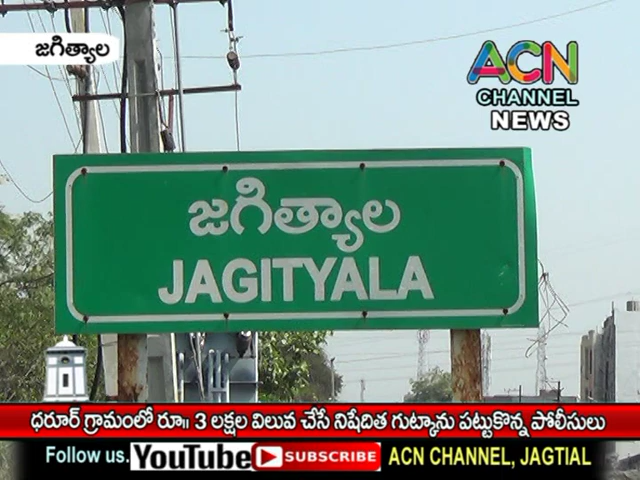 జగిత్యాల
ACN
CHANNEL
NEWS
జగిత్యాల
JAGITYALA
ధరూర్ గ్రామంలో రూ॥ 3 లక్షల విలువ చేసే నిషేదిత గుట్కాను పట్టుకొన్న పోలీసులు
Follow us. YouTube SUBSCRIBE ACN CHANNEL, JAGTIAL